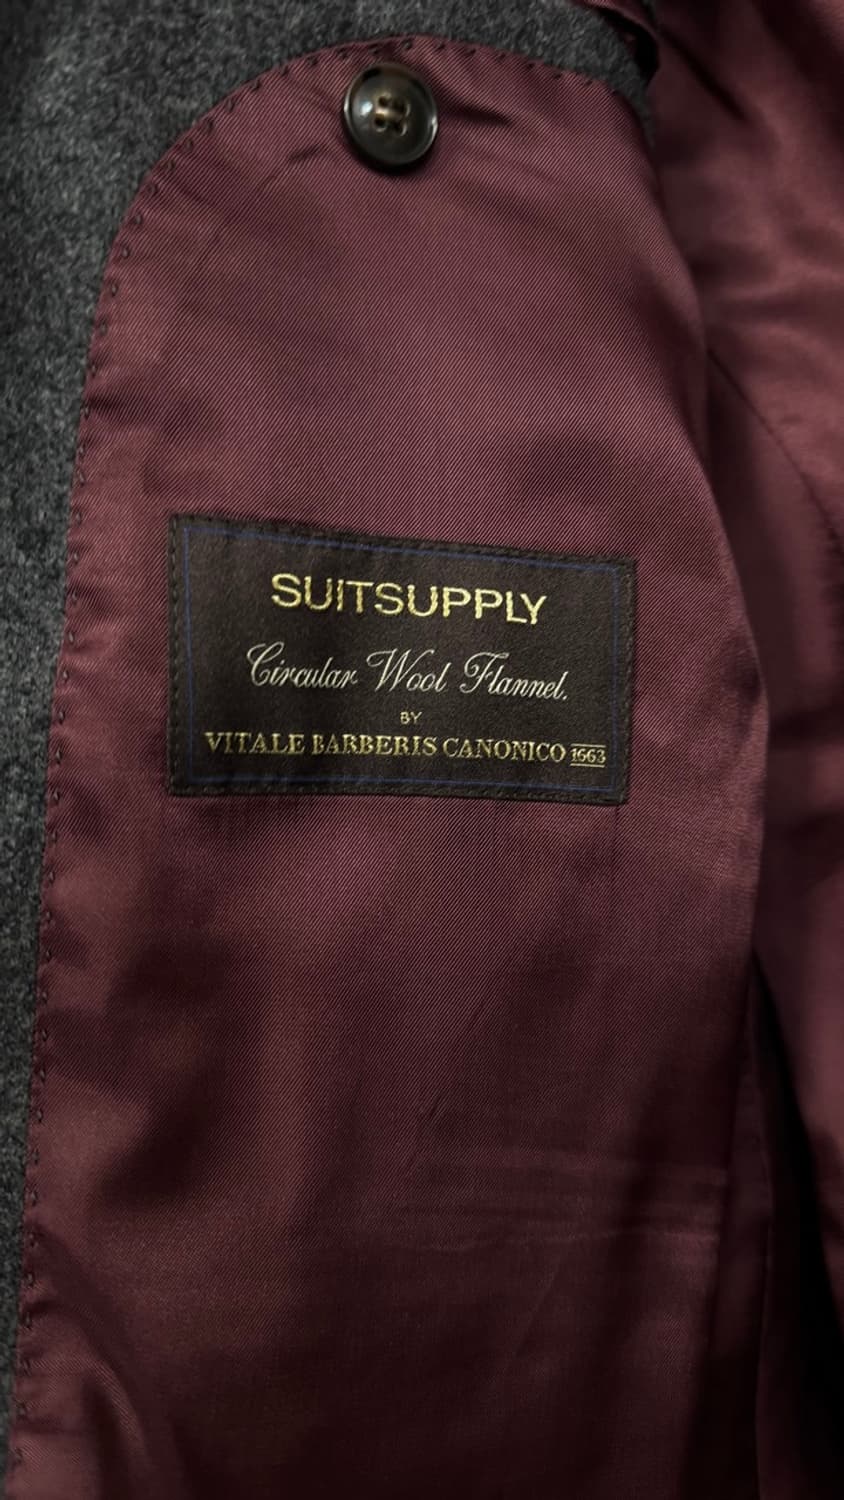 SUITSUPPLY
Circular Wool Flannel.
BY
VITALE BARBERIS CANONICO 1663